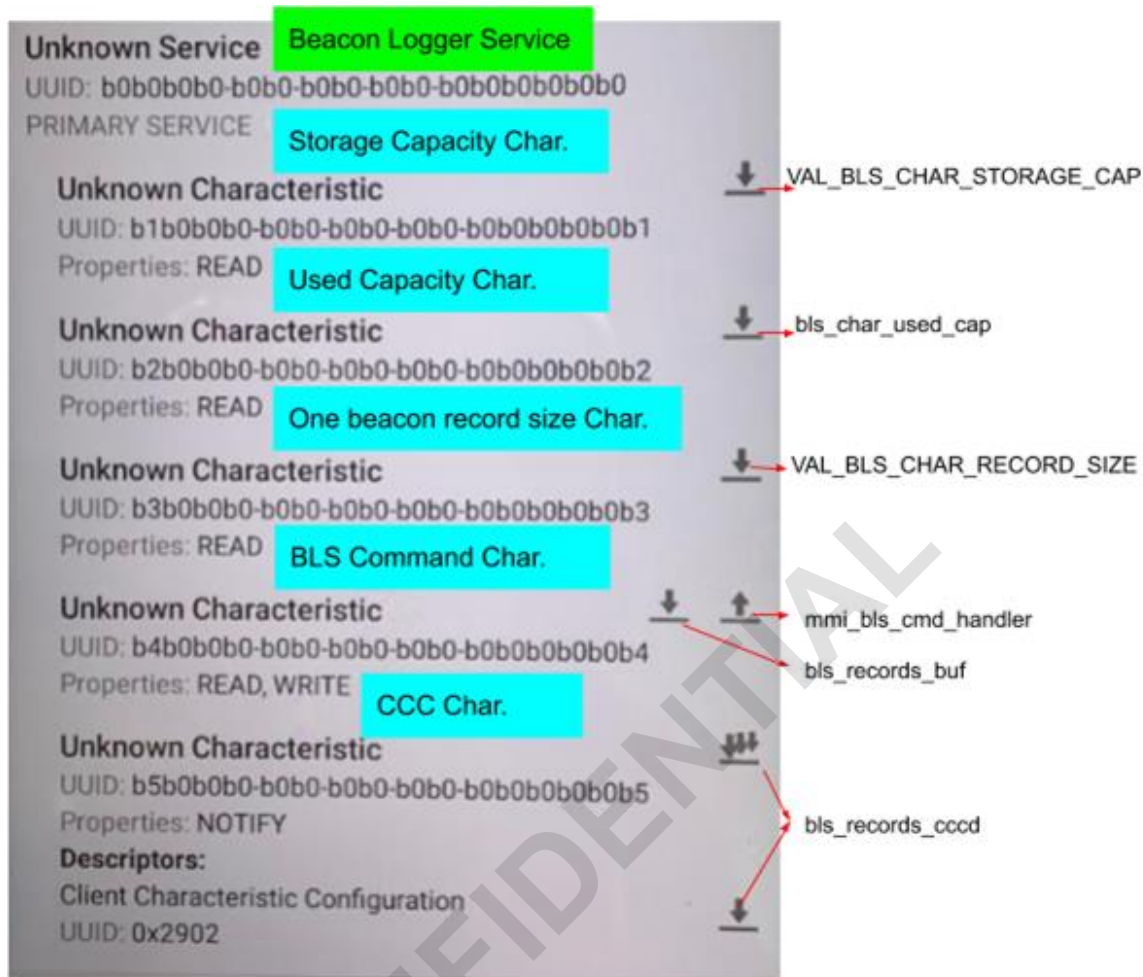 Unknown Service
Beacon Logger Service
UUID: b0b0b0b0-b0b0-b0b0-b0b0-b0b0b0b0b0b0
PRIMARY SERVICE
Storage Capacity Char.
Unknown Characteristic
VAL_BLS_CHAR_STORAGE_CAP
UUID: b1b0b0b0-b0b0-b0b0-b0b0-b0b0b0b0b0b1
Properties: READ
Used Capacity Char.
Unknown Characteristic
bls_char_used_cap
UUID: b2b0b0b0-b0b0-b0b0-b0b0-b0b0b0b0b0b2
Properties: READ
One beacon record size Char.
Unknown Characteristic
VAL_BLS_CHAR_RECORD_SIZE
UUID: b3b0b0b0-b0b0-b0b0-b0b0-b0b0b0b0b0b3
Properties: READ
BLS Command Char.
Unknown Characteristic
mmi_bls_cmd_handler
UUID: b4b0b0b0-b0b0-b0b0-b0b0-b0b0b0b0b0b4
bls_records_buf
Properties: READ, WRITE
CCC Char.
Unknown Characteristic
UUID: b5b0b0b0-b0b0-b0b0-b0b0-b0b0b0b0b0b5
Properties: NOTIFY
bls_records_cccd
Descriptors:
Client Characteristic Configuration
UUID: 0x2902
FIDENTIAL